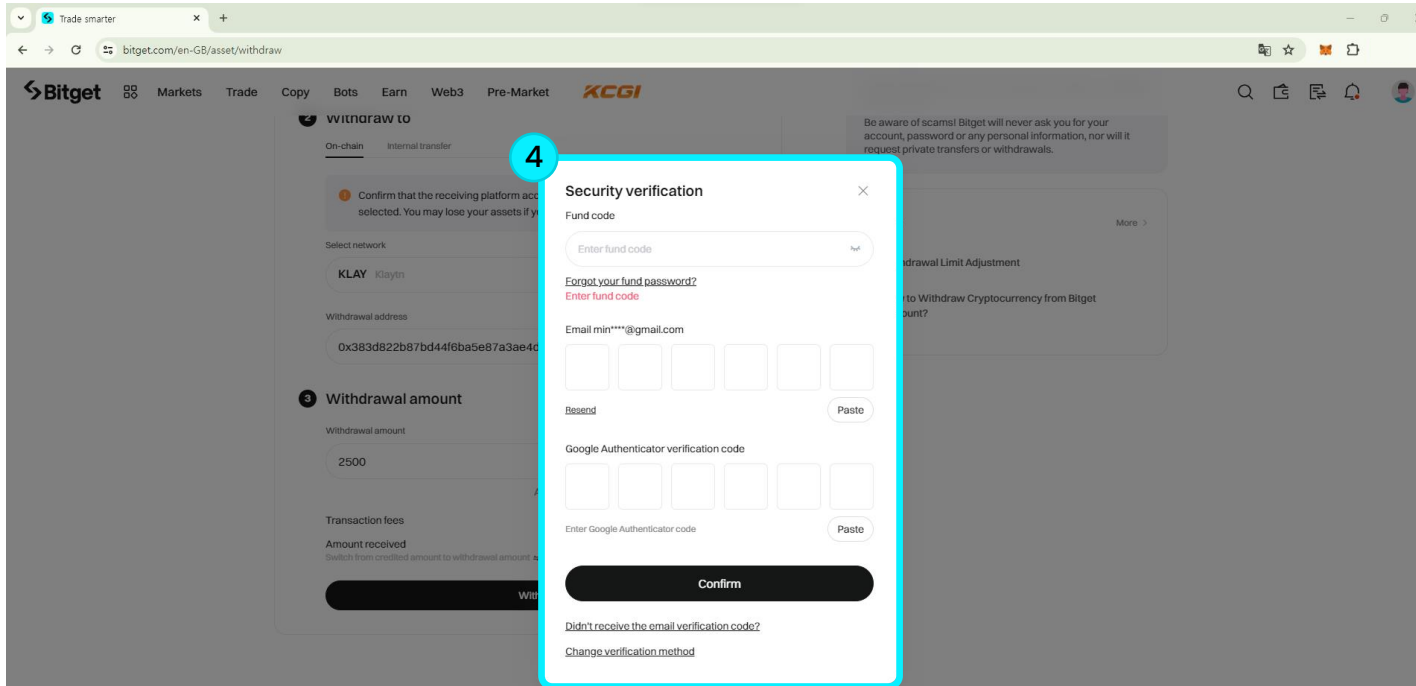 Trade smarter
bitget.com/en-GB/asset/withdraw
Bitget Markets Trade Copy Bots Earn Web3 Pre-Market KCGI
2 Withdraw to
On-chain Internal transfer
Confirm that the receiving platform acc
selected. You may lose your assets if y
Select network
KLAY Klaytn
Withdrawal address
0x383d822b87bd44f6ba5e87a3ae4d
3 Withdrawal amount
Withdrawal amount
2500
Transaction fees
Amount received
Switch from credited amount to withdrawal amount
With
4
Security verification
Fund code
Enter fund code
Forgot your fund password?
Enter fund code
Email min****@gmail.com
Resend Paste
Google Authenticator verification code
Enter Google Authenticator code Paste
Confirm
Didn't receive the email verification code?
Change verification method
Be aware of scams! Bitget will never ask you for your
account, password or any personal information, nor will it
request private transfers or withdrawals.
More >
drawal Limit Adjustment
to Withdraw Cryptocurrency from Bitget
ount?